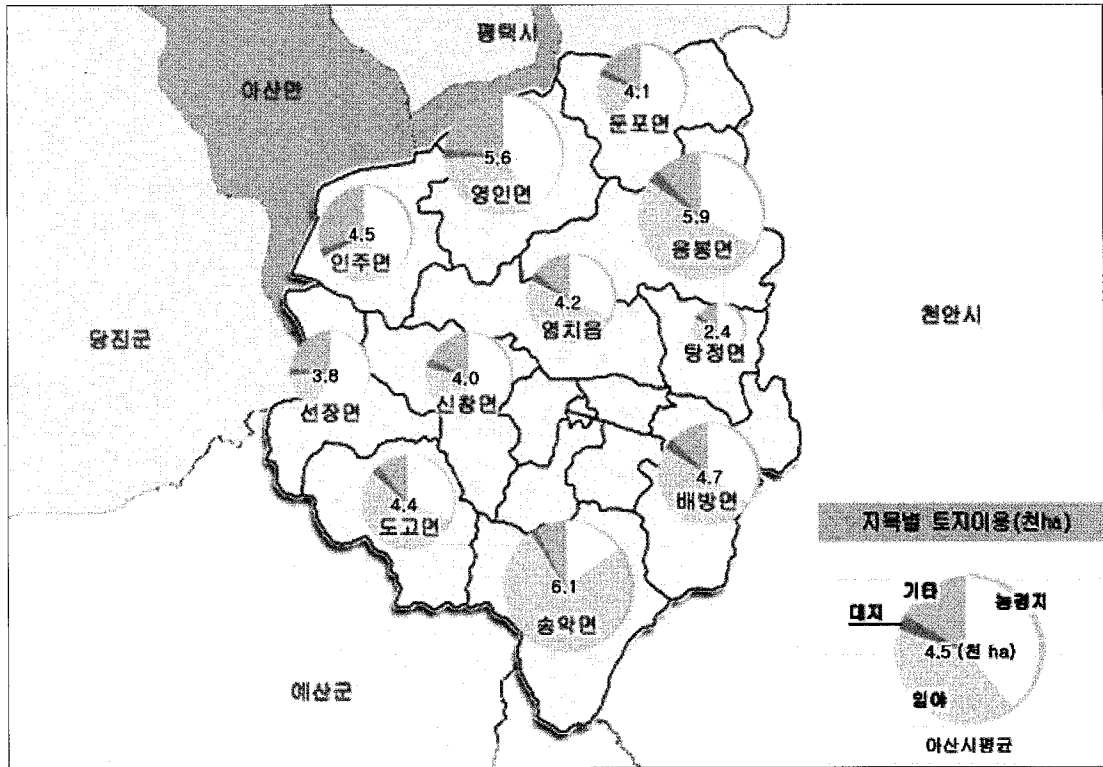 평택시
아산만
4.1
둔포면
5.6
영인면
5.9
음봉면
4.5
인주면
4.2
염치읍
2.4
탕정면
천안시
당진군
3.8
선장면
4.0
신창면
4.7
배방면
4.4
도고면
6.1
송악면
예산군
지목별 토지이용(천ha)
기타
농경지
대지
4.5 (천 ha)
임야
아산시평균